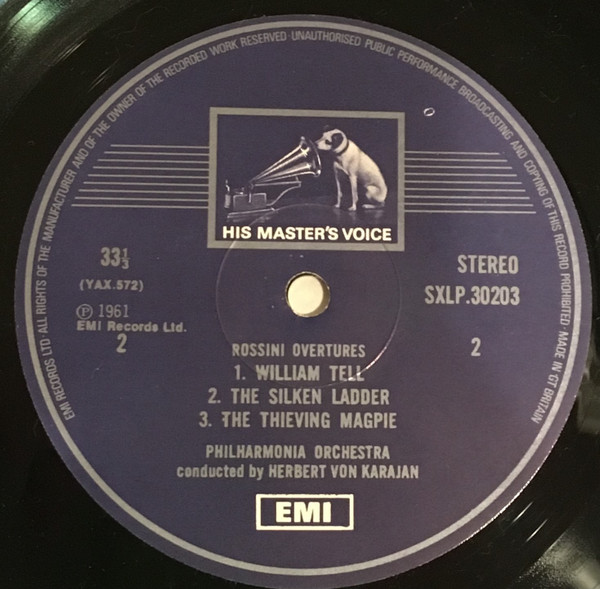 EMI RECORDS LTD·ALL RIGHTS OF THE MANUFACTURER AND OF THE OWNER OF THE RECORDED WORK RESERVED·UNAUTHORISED PUBLIC PERFORMANCE BROADCASTING AND COPYING OF THIS RECORD PROHIBITED·MADE IN GT BRITAIN
HIS MASTER'S VOICE
33⅓
(YAX.572)
Ⓟ 1961
EMI Records Ltd.
2
STEREO
SXLP.30203
2
ROSSINI OVERTURES
1. WILLIAM TELL
2. THE SILKEN LADDER
3. THE THIEVING MAGPIE
PHILHARMONIA ORCHESTRA
conducted by HERBERT VON KARAJAN
EMI